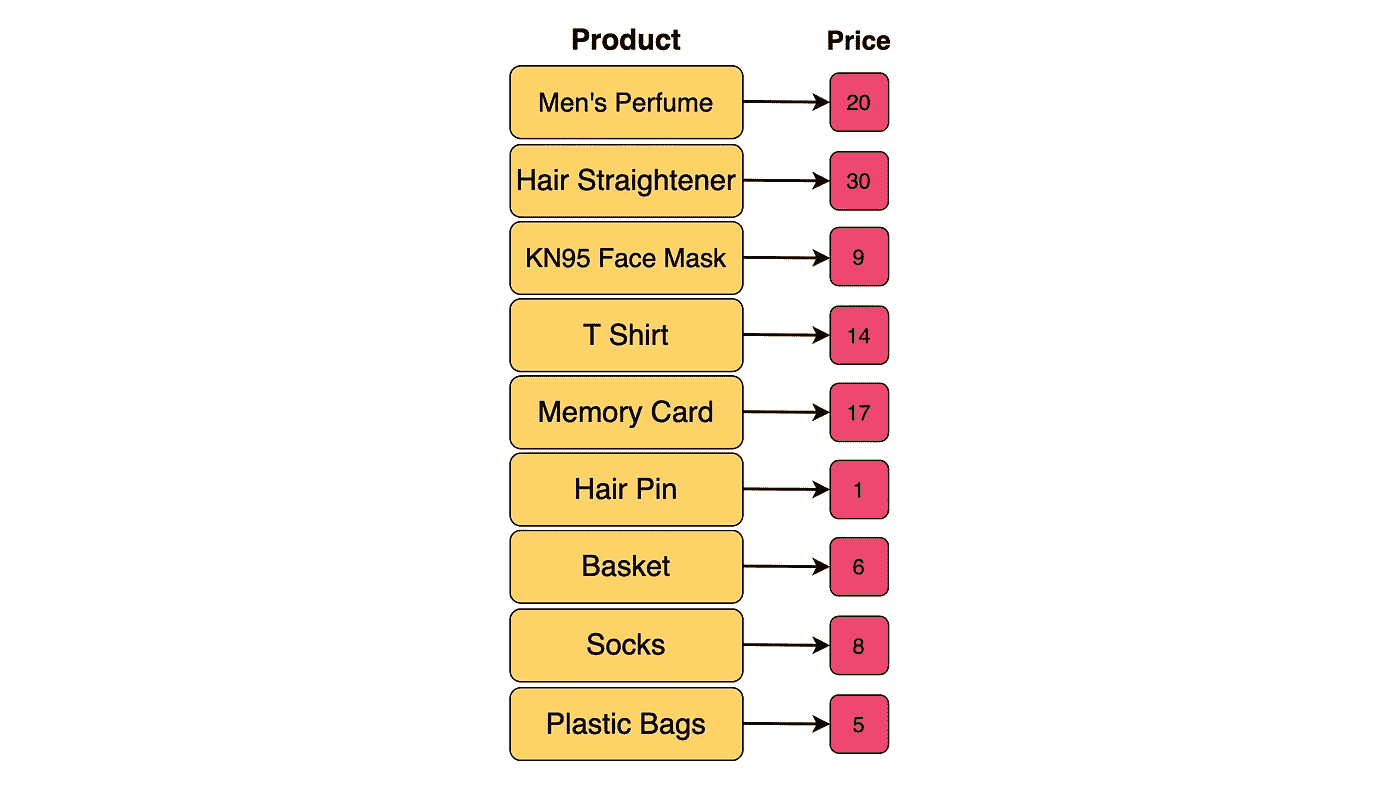 Product Price
Men's Perfume 20
Hair Straightener 30
KN95 Face Mask 9
T Shirt 14
Memory Card 17
Hair Pin 1
Basket 6
Socks 8
Plastic Bags 5